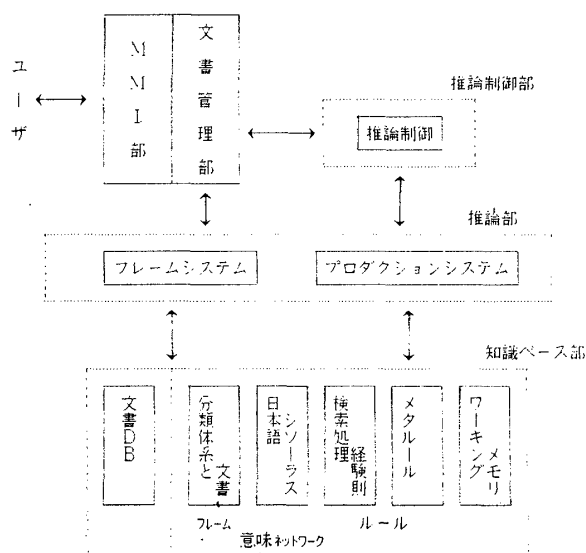 ユーザ
MMI部
文書管理部
推論制御部
推論制御
推論部
フレームシステム
プロダクションシステム
知識ベース部
文書DB
分類体系と
文書
日本語
シソーラス
検索処理
経験則
メタルール
ワーキング
メモリ
フレーム
ルール
意味ネットワーク